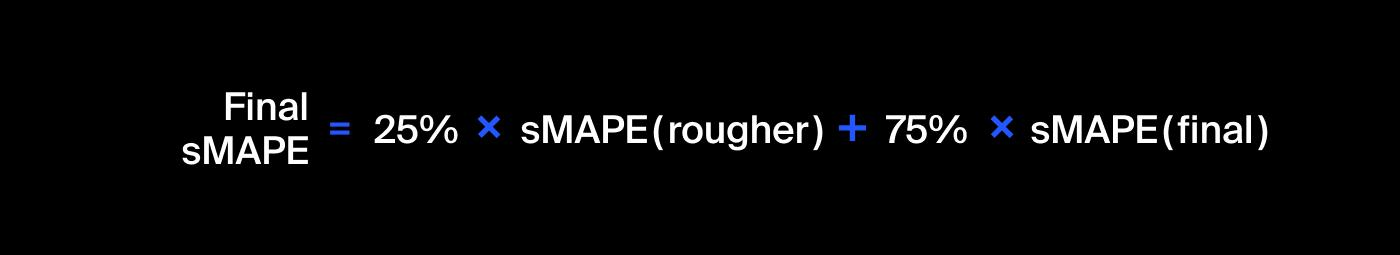 Final
sMAPE = 25% × sMAPE(rougher) + 75% × sMAPE(final)